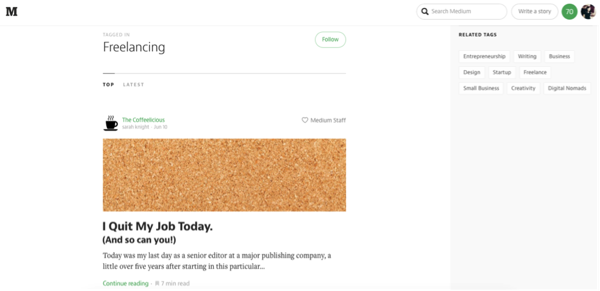 M
Search Medium
Write a story
70
TAGGED IN
Freelancing
Follow
TOP LATEST
The Coffeelicious
sarah knight · Jun 10
Medium Staff
I Quit My Job Today.
(And so can you!)
Today was my last day as a senior editor at a major publishing company, a
little over five years after starting in this particular...
Continue reading · 7 min read
RELATED TAGS
Entrepreneurship Writing Business
Design Startup Freelance
Small Business Creativity Digital Nomads